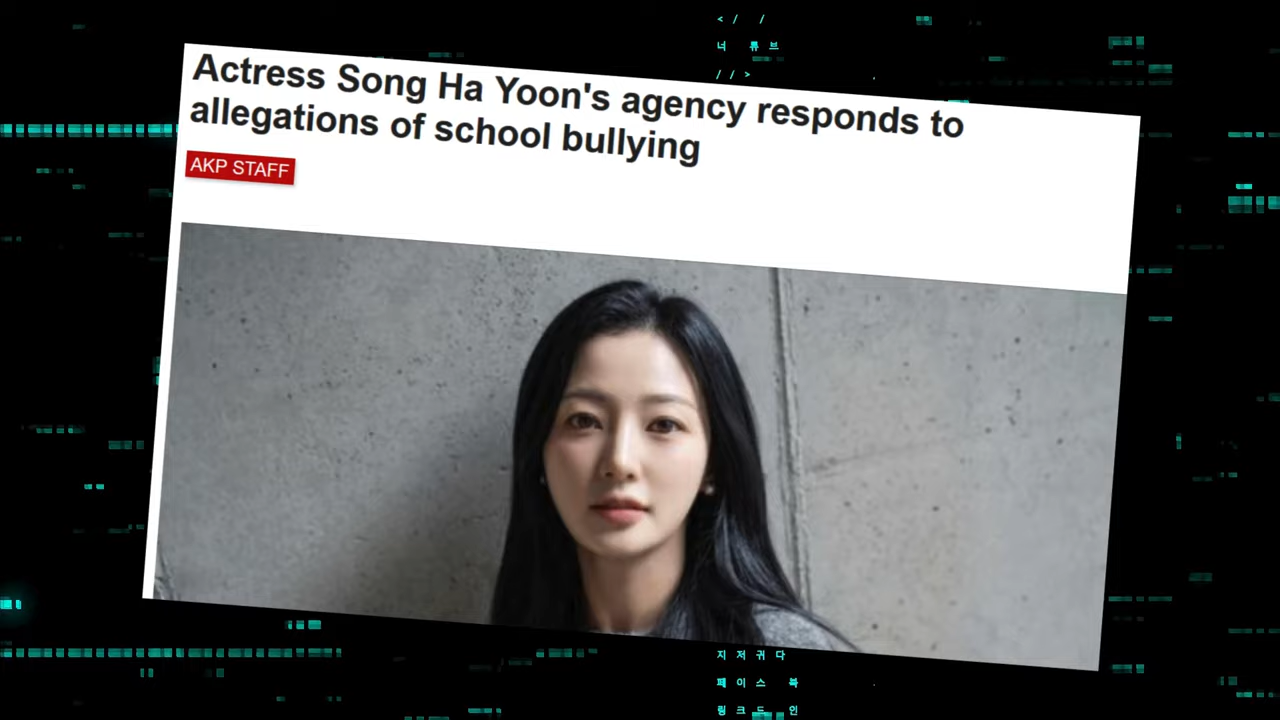 < / /
너 튜 브
/ / >
Actress Song Ha Yoon's agency responds to
allegations of school bullying
AKP STAFF
지 저 귀 다
페 이 스 북
링 크 드 인